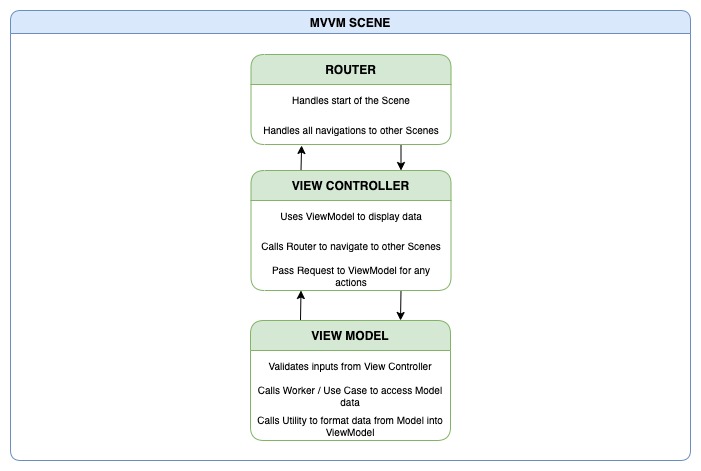 MVVM SCENE
ROUTER
Handles start of the Scene
Handles all navigations to other Scenes
VIEW CONTROLLER
Uses ViewModel to display data
Calls Router to navigate to other Scenes
Pass Request to ViewModel for any
actions
VIEW MODEL
Validates inputs from View Controller
Calls Worker / Use Case to access Model
data
Calls Utility to format data from Model into
ViewModel